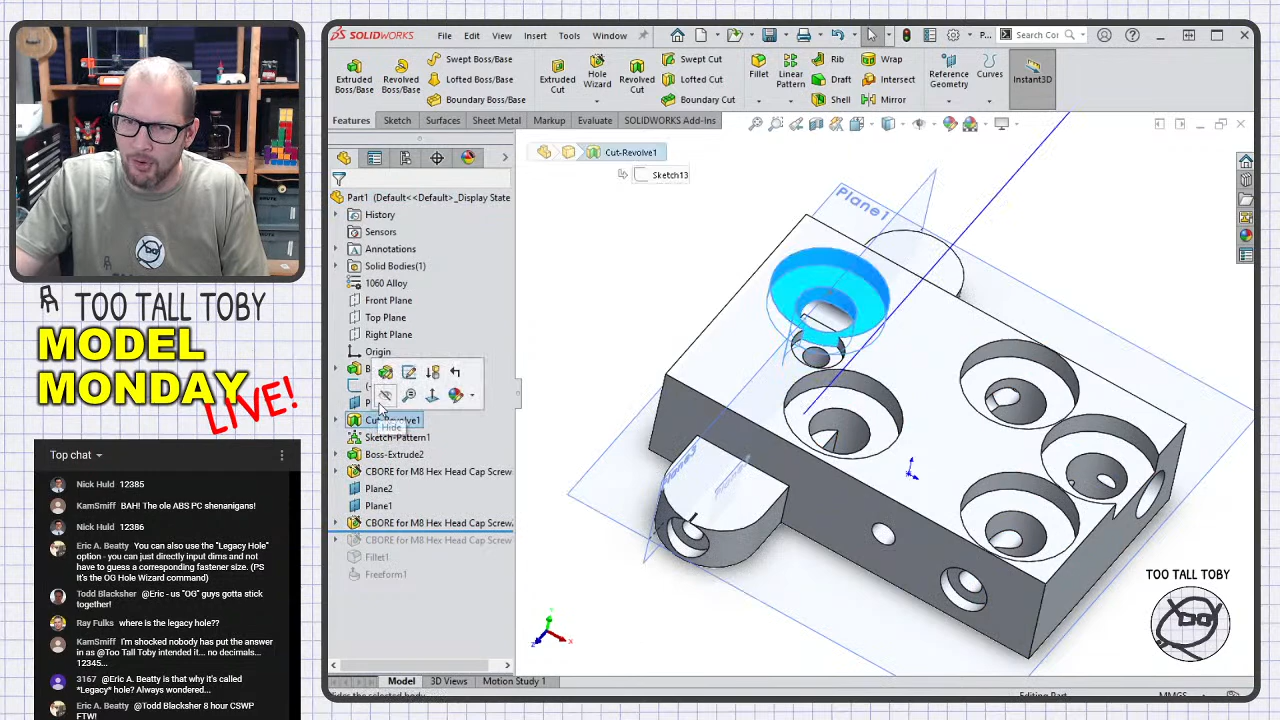 TOO TALL TOBY
MODEL
MONDAY
LIVE!
Top chat
Nick Huld 12385
KamSmiff BAH! The ole ABS PC shenanigans!
Nick Huld 12386
Eric A. Beatty You can also use the "Legacy Hole"
option - you can just directly input dims and not
have to guess a corresponding fastener size. (PS
It's the OG Hole Wizard command)
Todd Blacksher @Eric - us "OG" guys gotta stick
together!
Ray Fulks where is the legacy hole??
KamSmiff I'm shocked nobody has put the answer
in as @Too Tall Toby intended it... no decimals...
12345...
3167 @Eric A. Beatty is that why it's called
*Legacy* hole? Always wondered...
Eric A. Beatty @Todd Blacksher 8 hour CSWP
FTW!
SOLIDWORKS
File Edit View Insert Tools Window
P...
Search Cor
Extruded
Boss/Base
Revolved
Boss/Base
Swept Boss/Base
Lofted Boss/Base
Boundary Boss/Base
Extruded
Cut
Hole
Wizard
Revolved
Cut
Swept Cut
Lofted Cut
Boundary Cut
Fillet
Linear
Pattern
Rib
Draft
Shell
Wrap
Intersect
Mirror
Reference
Geometry
Curves
Instant3D
Features Sketch Surfaces Sheet Metal Markup Evaluate SOLIDWORKS Add-Ins
Cut-Revolve1
Sketch13
Part1 (Default<<Default>_Display State
History
Sensors
Annotations
Solid Bodies(1)
1060 Alloy
Front Plane
Top Plane
Right Plane
Origin
B
(-
P
Cut-Revolve1
Hide
Sketch-Pattern1
Boss-Extrude2
CBORE for M8 Hex Head Cap Screw
Plane2
Plane1
CBORE for M8 Hex Head Cap Screw.
CBORE for M8 Hex Head Cap Screw
Fillet1
Freeform1
Plane1
TOO TALL TOBY
Model 3D Views Motion Study 1
Editing Part
MMGS